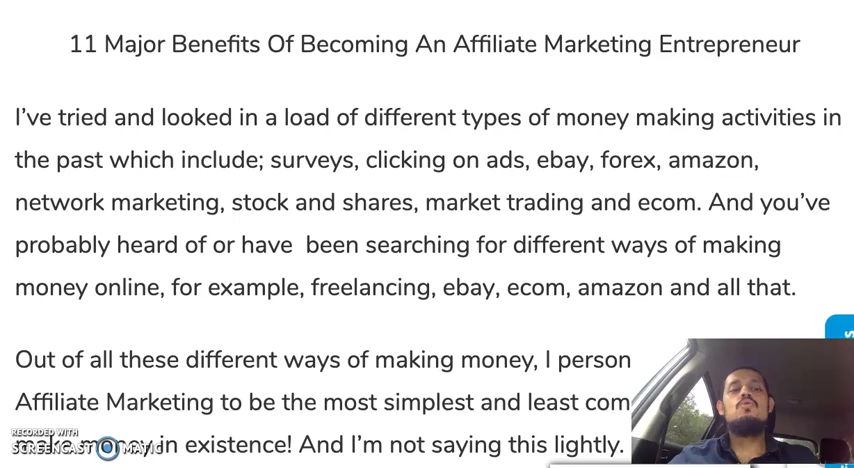 11 Major Benefits Of Becoming An Affiliate Marketing Entrepreneur
I've tried and looked in a load of different types of money making activities in
the past which include; surveys, clicking on ads, ebay, forex, amazon,
network marketing, stock and shares, market trading and ecom. And you've
probably heard of or have  been searching for different ways of making
money online, for example, freelancing, ebay, ecom, amazon and all that.
Out of all these different ways of making money, I person
Affiliate Marketing to be the most simplest and least com
make money in existence! And I'm not saying this lightly.
RECORDED WITH
SCREENCAST MATIC